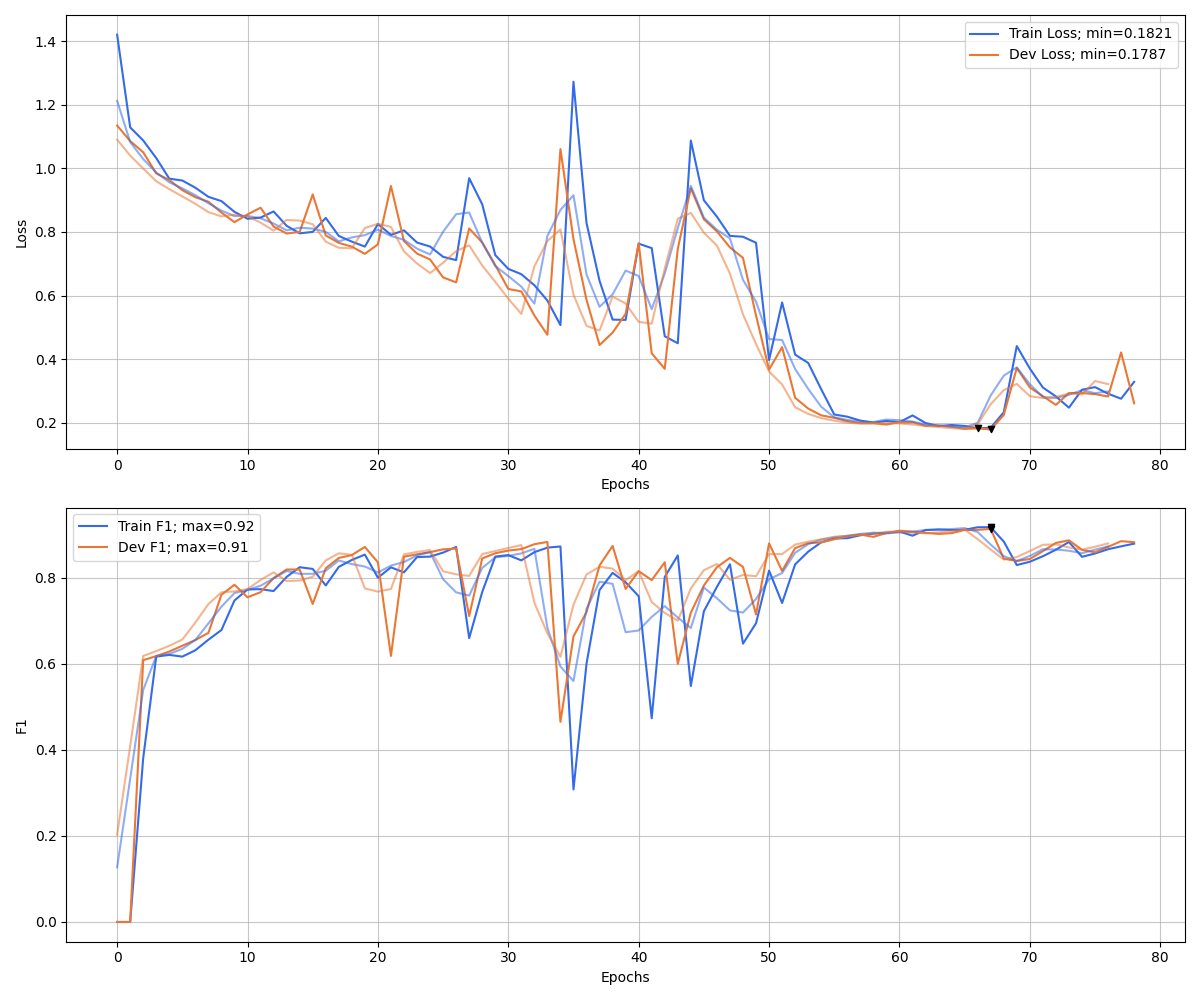 Train Loss; min=0.1821
Dev Loss; min=0.1787
1.4
1.2
1.0
0.8
0.6
0.4
0.2
Loss
0 10 20 30 40 50 60 70 80
Epochs
Train F1; max=0.92
Dev F1; max=0.91
0.8
0.6
0.4
0.2
0.0
F1
0 10 20 30 40 50 60 70 80
Epochs